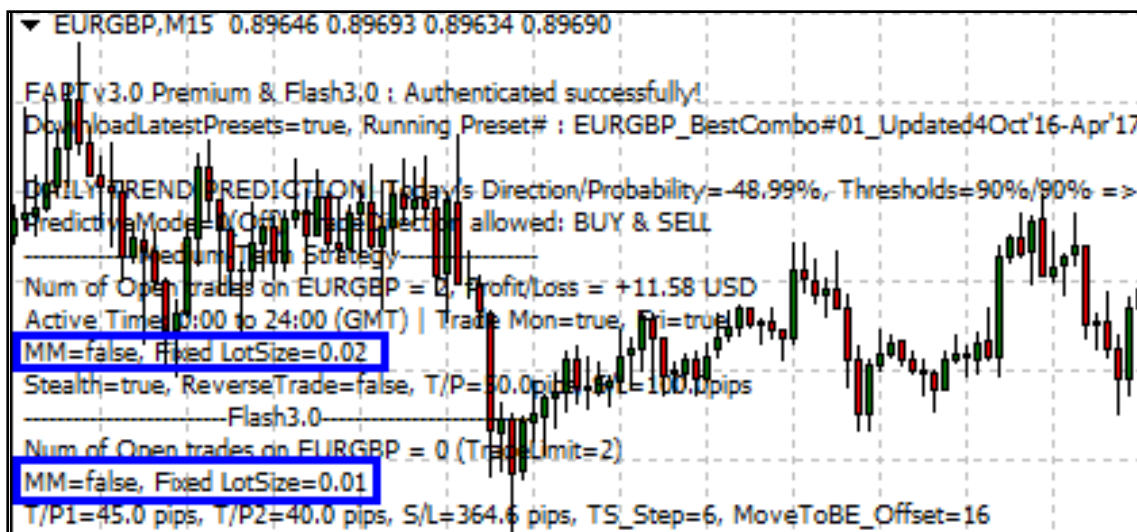 EURGBP,M15 0.89646 0.89693 0.89634 0.89690
FAPT v3.0 Premium & Flash3.0 : Authenticated successfully!
DownloadLatestPresets=true, Running Preset# : EURGBP_BestCombo#01_Updated4Oct'16-Apr'17
DAILY TREND PREDICTION Today's Direction/Probability=-48.99%, Thresholds=90%/90% =>
PredictiveMode=0(Off) TradeDirection allowed: BUY & SELL
---------------Medium Term Strategy-----------------
Num of Open trades on EURGBP = 2, Profit/Loss = +11.58 USD
Active Time: 0:00 to 24:00 (GMT) | Trade Mon=true, Fri=true
MM=false, Fixed LotSize=0.02
Stealth=true, ReverseTrade=false, T/P=50.0pips, S/L=100.0pips
-------------------------Flash3.0-------------------------
Num of Open trades on EURGBP = 0 (TradeLimit=2)
MM=false, Fixed LotSize=0.01
T/P1=45.0 pips, T/P2=40.0 pips, S/L=364.6 pips, TS_Step=6, MoveToBE_Offset=16